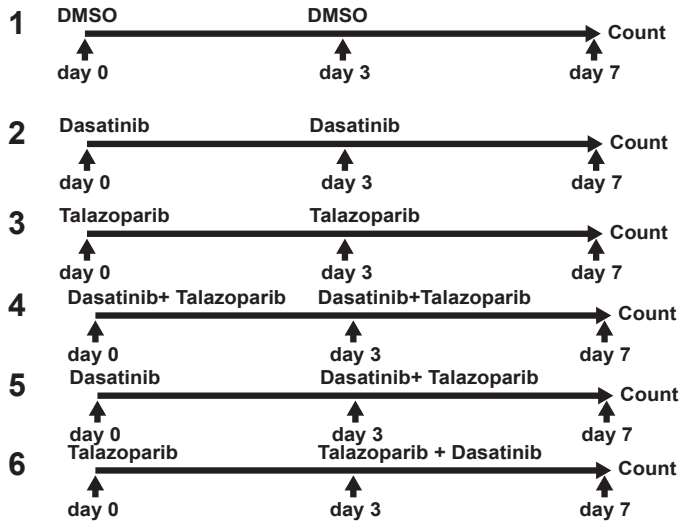 1 DMSO DMSO Count
day 0 day 3 day 7
2 Dasatinib Dasatinib Count
day 0 day 3 day 7
3 Talazoparib Talazoparib Count
day 0 day 3 day 7
4 Dasatinib+ Talazoparib Dasatinib+Talazoparib Count
day 0 day 3 day 7
5 Dasatinib Dasatinib+ Talazoparib Count
day 0 day 3 day 7
6 Talazoparib Talazoparib + Dasatinib Count
day 0 day 3 day 7